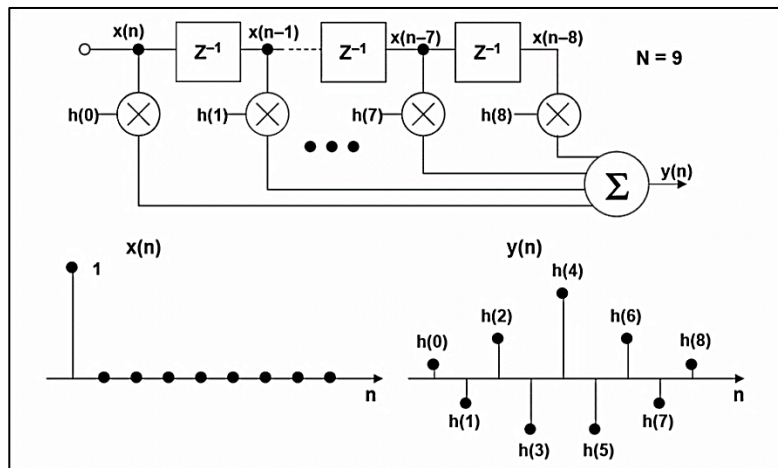 x(n) x(n–1) x(n–7) x(n–8)
Z⁻¹ Z⁻¹ Z⁻¹ N = 9
h(0) h(1) h(7) h(8)
Σ y(n)
x(n) y(n)
1
h(4)
h(2) h(6)
h(0) h(8)
n n
h(1) h(7)
h(3) h(5)